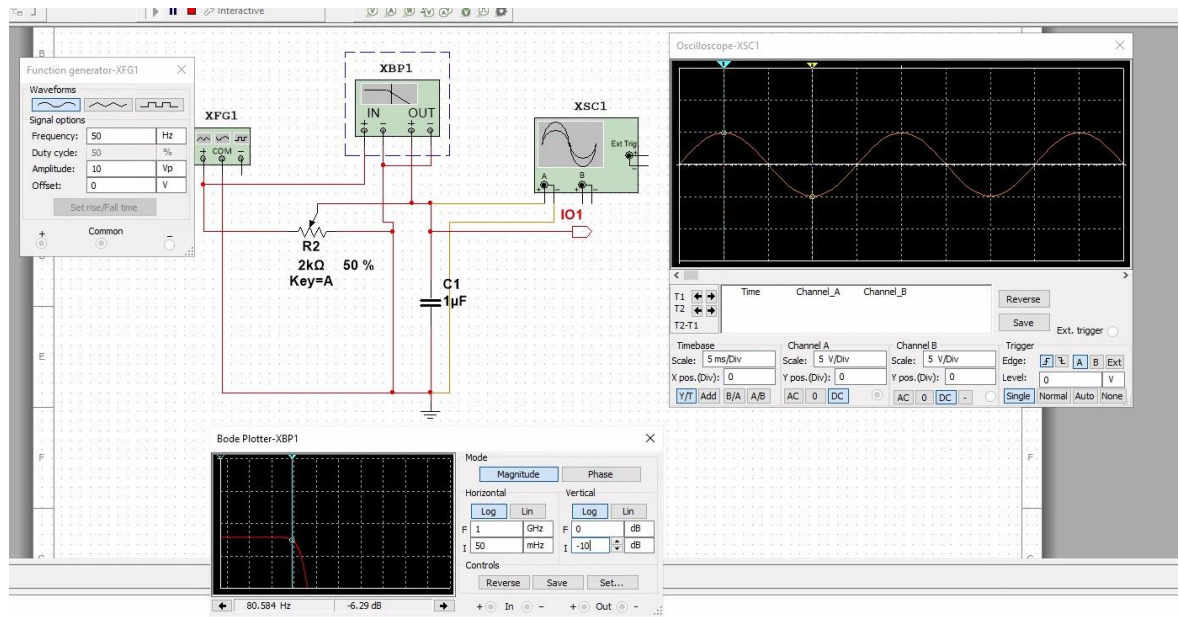 Interactive
B
E
F
F
Function generator-XFG1
Waveforms
Signal options
Frequency: 50 Hz
Duty cycle: 50 %
Amplitude: 10 Vp
Offset: 0 V
Set rise/Fall time
+ Common −
XFG1
+ COM −
XBP1
IN OUT
+ − + −
XSC1
Ext Trig
A B
IO1
R2
2kΩ 50 %
Key=A
C1
1µF
Oscilloscope-XSC1
Time Channel_A Channel_B
T1
T2
T2-T1
Reverse
Save
Ext. trigger
Timebase
Scale: 5 ms/Div
X pos.(Div): 0
Y/T Add B/A A/B
Channel A
Scale: 5 V/Div
Y pos.(Div): 0
AC 0 DC
Channel B
Scale: 5 V/Div
Y pos.(Div): 0
AC 0 DC -
Trigger
Edge: A B Ext
Level: 0 V
Single Normal Auto None
Bode Plotter-XBP1
Mode
Magnitude Phase
Horizontal Vertical
Log Lin Log Lin
F 1 GHz F 0 dB
I 50 mHz I -10 dB
Controls
Reverse Save Set...
80.584 Hz -6.29 dB
+ In − + Out −